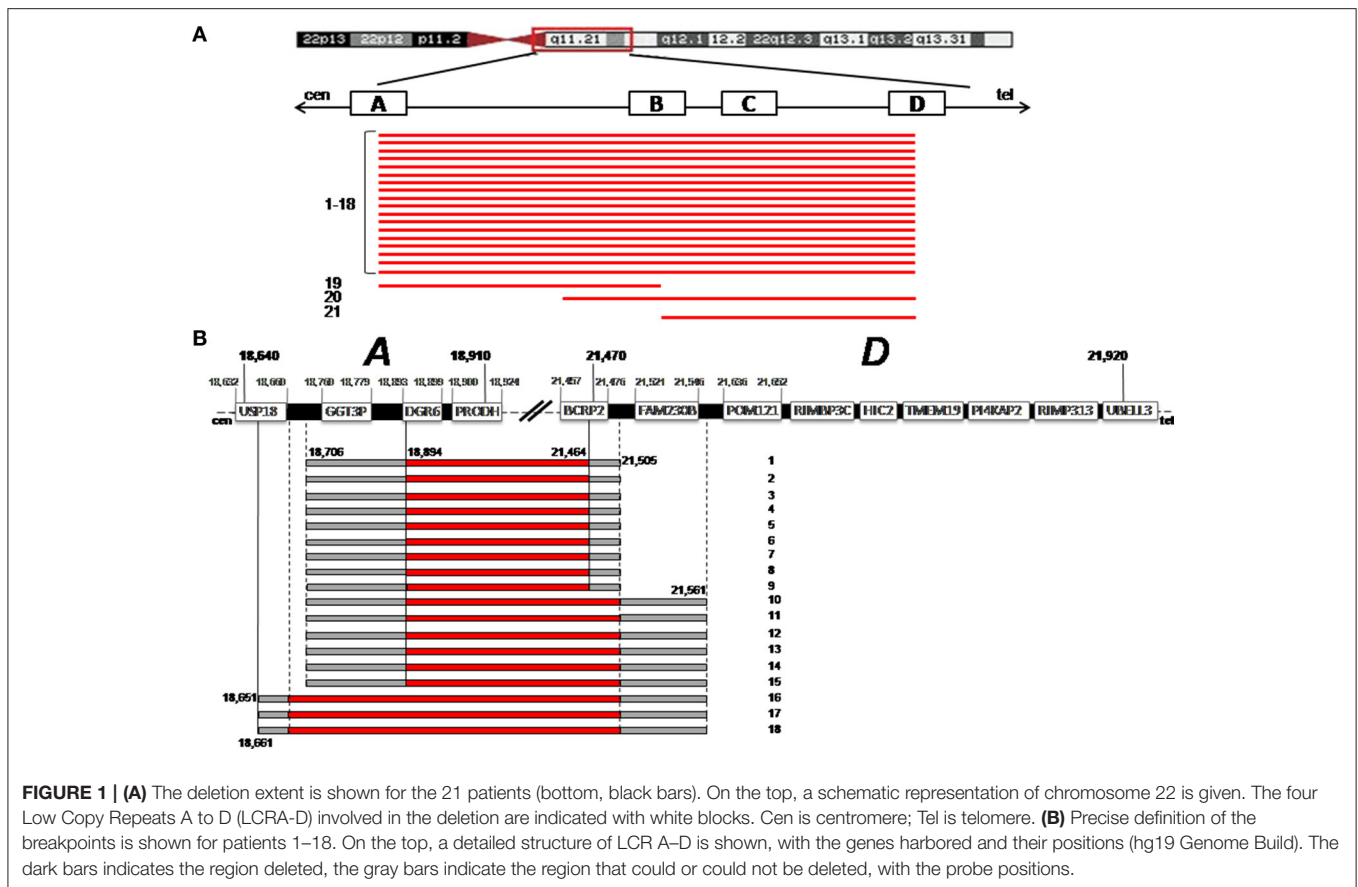 A
22p13 22p12 p11.2 q11.21 q12.1 12.2 22q12.3 q13.1 q13.2 q13.31
cen tel
A B C D
1-18
19
20
21
B A D
18,640 18,910 21,470 21,920
18,632 18,660 18,760 18,779 18,893 18,899 18,900 18,924 21,457 21,476 21,521 21,546 21,636 21,652
USP18 GGT3P DGR6 PRODH BCRP2 FAM230B POM121 RIMBP3C HIC2 TMEM19 PI4KAP2 RIMP313 UBELL3
cen tel
18,706 18,894 21,464 21,505 1
2
3
4
5
6
7
8
9
21,561
10
11
12
13
14
15
18,651 16
17
18
18,661
FIGURE 1 | (A) The deletion extent is shown for the 21 patients (bottom, black bars). On the top, a schematic representation of chromosome 22 is given. The four
Low Copy Repeats A to D (LCRA-D) involved in the deletion are indicated with white blocks. Cen is centromere; Tel is telomere. (B) Precise definition of the
breakpoints is shown for patients 1–18. On the top, a detailed structure of LCR A–D is shown, with the genes harbored and their positions (hg19 Genome Build). The
dark bars indicates the region deleted, the gray bars indicate the region that could or could not be deleted, with the probe positions.